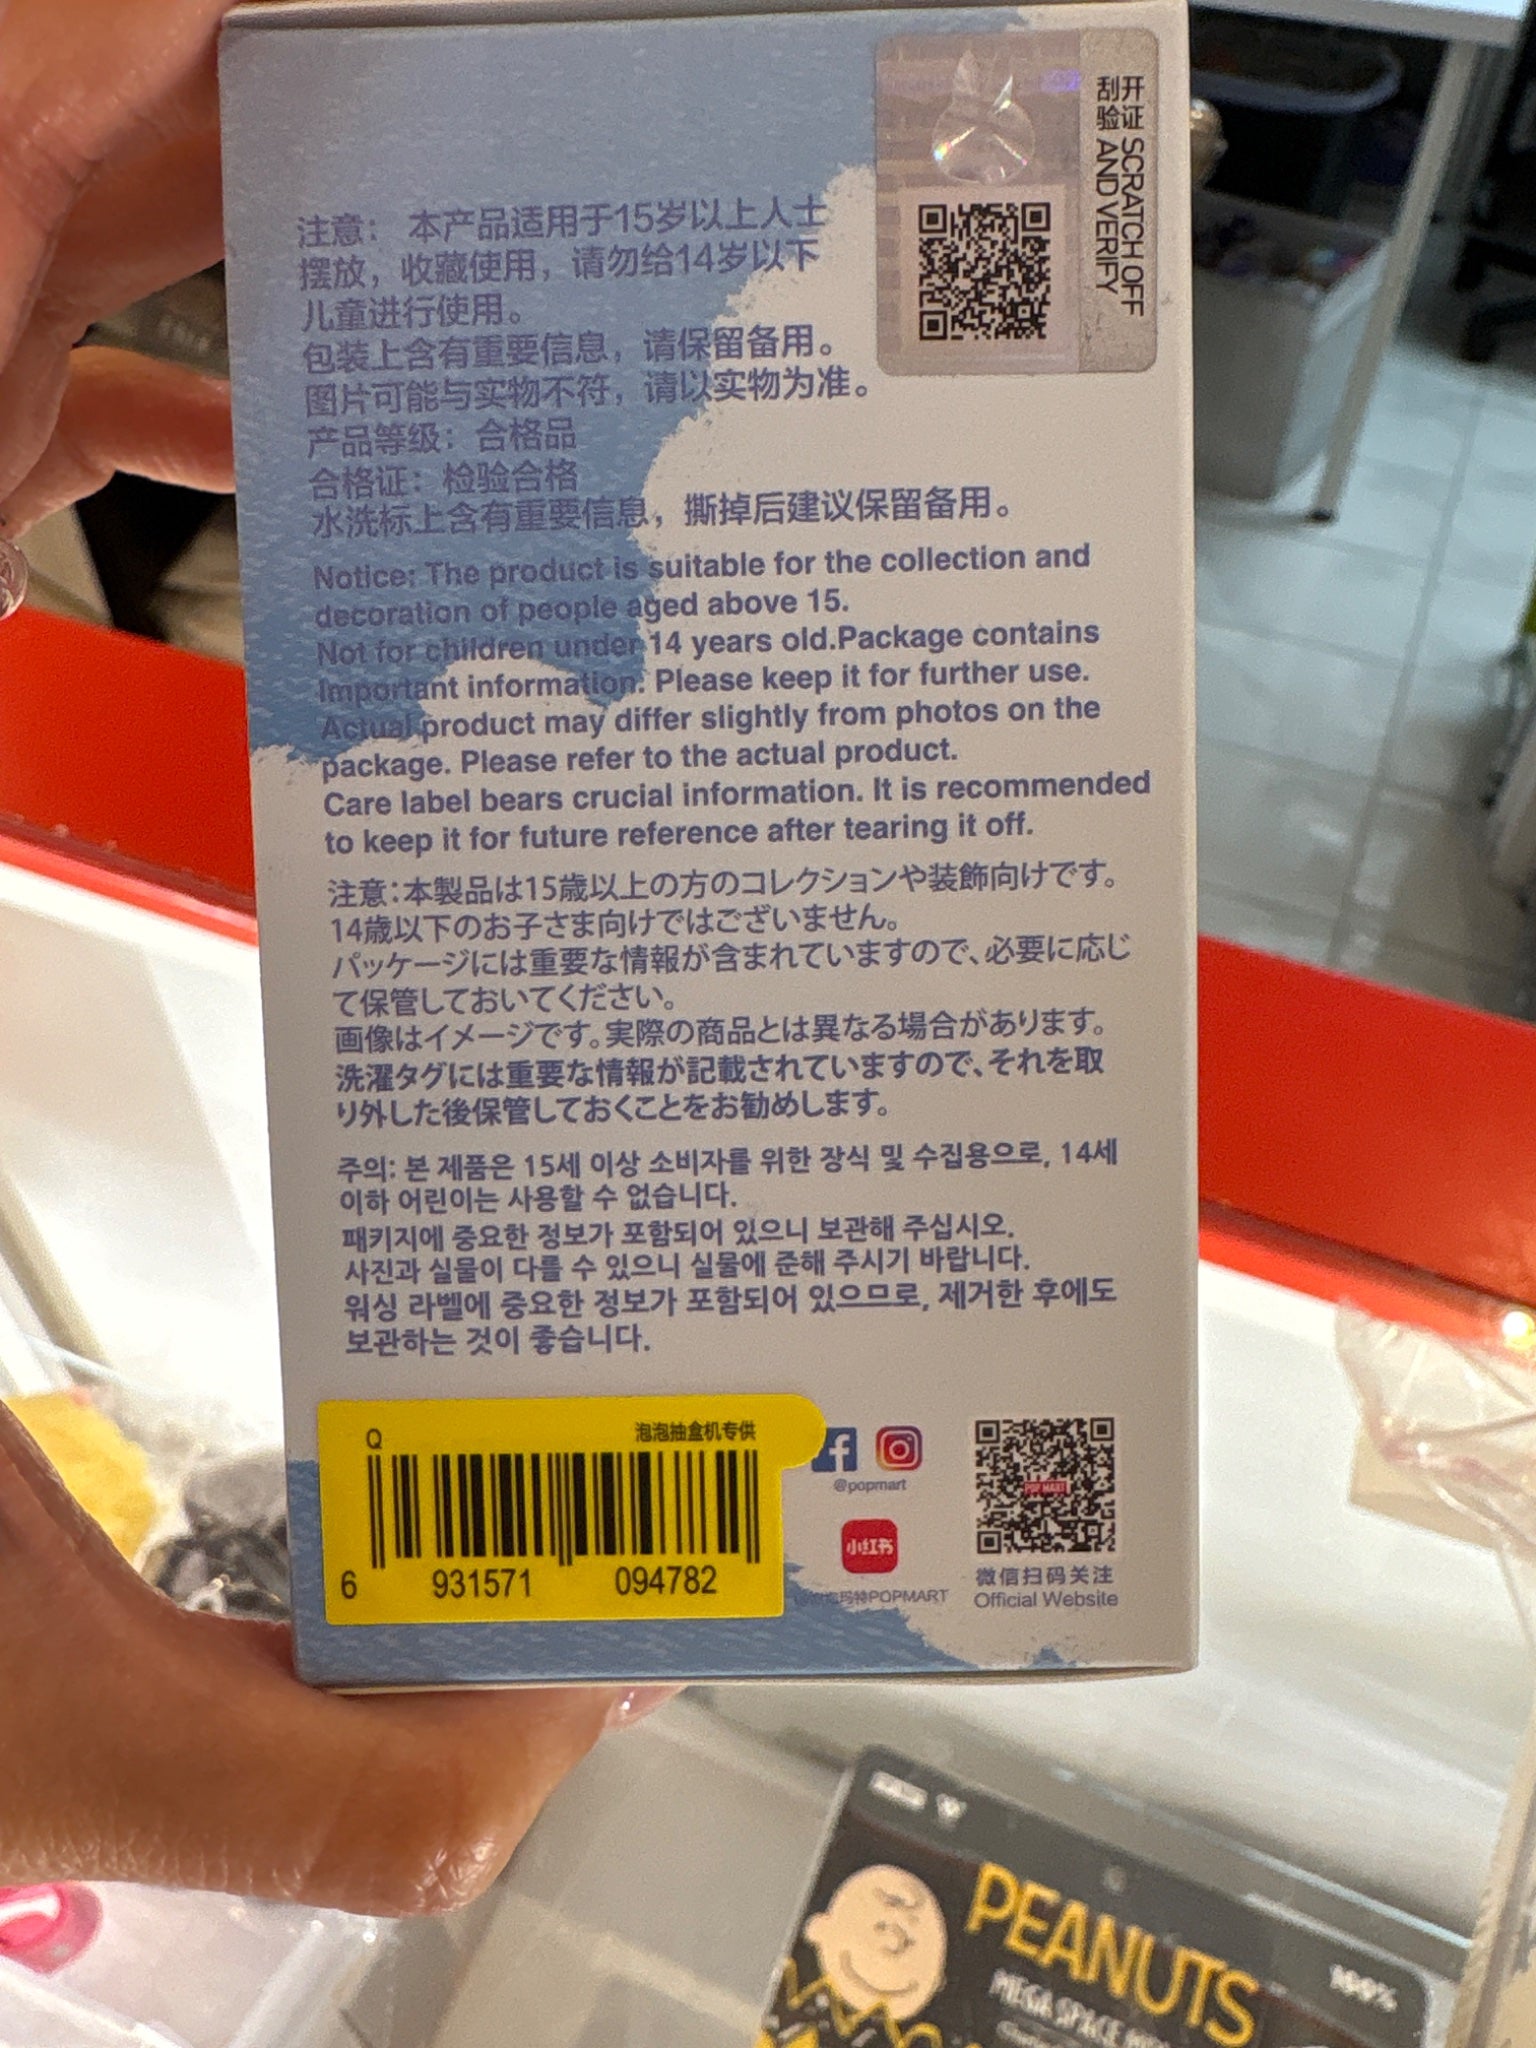 开 SCRATCH OFF
刮
证 AND VERIFY
验
注意： 本产品适用于15岁以上人士
摆放，收藏使用，请勿给14岁以下
儿童进行使用。
包装上含有重要信息，请保留备用。
图片可能与实物不符，请以实物为准。
产品等级：合格品
合格证：检验合格
水洗标上含有重要信息，撕掉后建议保留备用。
Notice: The product is suitable for the collection and
decoration of people aged above 15.
Not for children under 14 years old.Package contains
Important information. Please keep it for further use.
Actual product may differ slightly from photos on the
package. Please refer to the actual product.
Care label bears crucial information. It is recommended
to keep it for future reference after tearing it off.
注意：本製品は15歳以上の方のコレクションや装飾向けです。
14歳以下のお子さま向けではございません。
パッケージには重要な情報が含まれていますので、必要に応じ
て保管しておいてください。
画像はイメージです。実際の商品とは異なる場合があります。
洗濯タグには重要な情報が記載されていますので、それを取
り外した後保管しておくことをお勧めします。
주의: 본 제품은 15세 이상 소비자를 위한 장식 및 수집용으로, 14세
이하 어린이는 사용할 수 없습니다.
패키지에 중요한 정보가 포함되어 있으니 보관해 주십시오.
사진과 실물이 다를 수 있으니 실물에 준해 주시기 바랍니다.
워싱 라벨에 중요한 정보가 포함되어 있으므로, 제거한 후에도
보관하는 것이 좋습니다.
Q 泡泡抽盒机专供
6 931571 094782
@popmart
小红书
玛特POPMART
POP MART
微信扫码关注
Official Website
PEANUTS
MEGA SPACE
100%